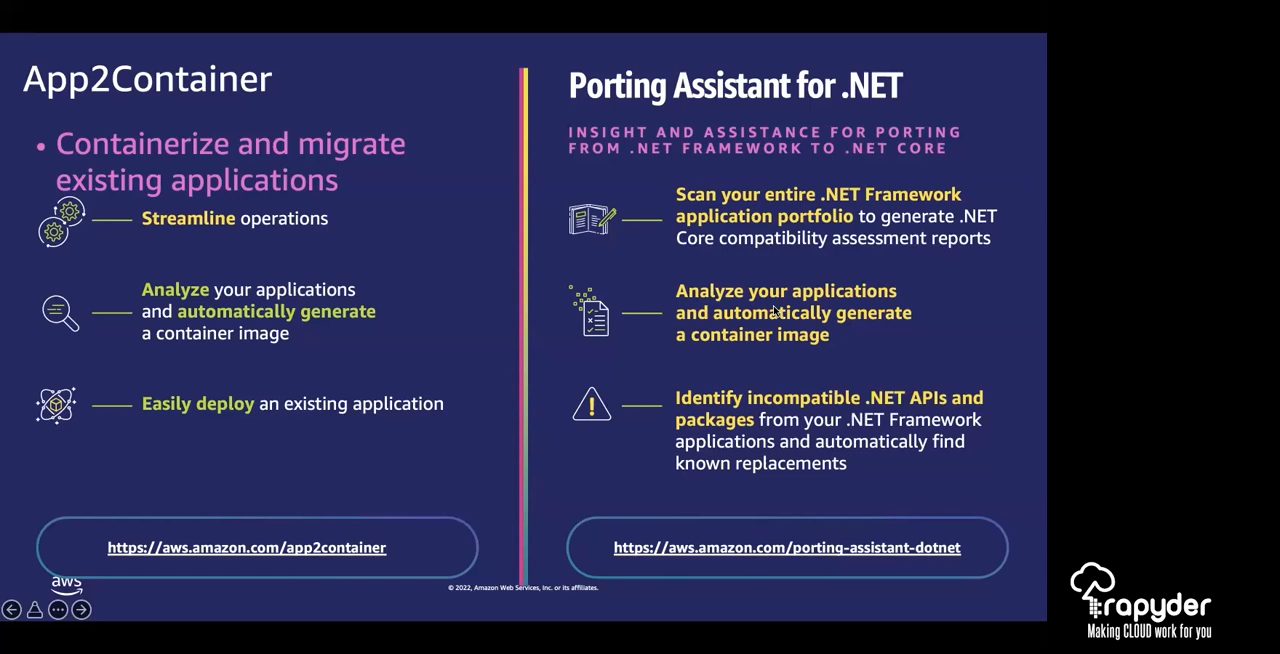 App2Container
• Containerize and migrate
existing applications
Streamline operations
Analyze your applications
and automatically generate
a container image
Easily deploy an existing application
https://aws.amazon.com/app2container
Porting Assistant for .NET
INSIGHT AND ASSISTANCE FOR PORTING
FROM .NET FRAMEWORK TO .NET CORE
Scan your entire .NET Framework
application portfolio to generate .NET
Core compatibility assessment reports
Analyze your applications
and automatically generate
a container image
Identify incompatible .NET APIs and
packages from your .NET Framework
applications and automatically find
known replacements
https://aws.amazon.com/porting-assistant-dotnet
aws
© 2022, Amazon Web Services, Inc. or its affiliates.
rapyder
Making CLOUD work for you